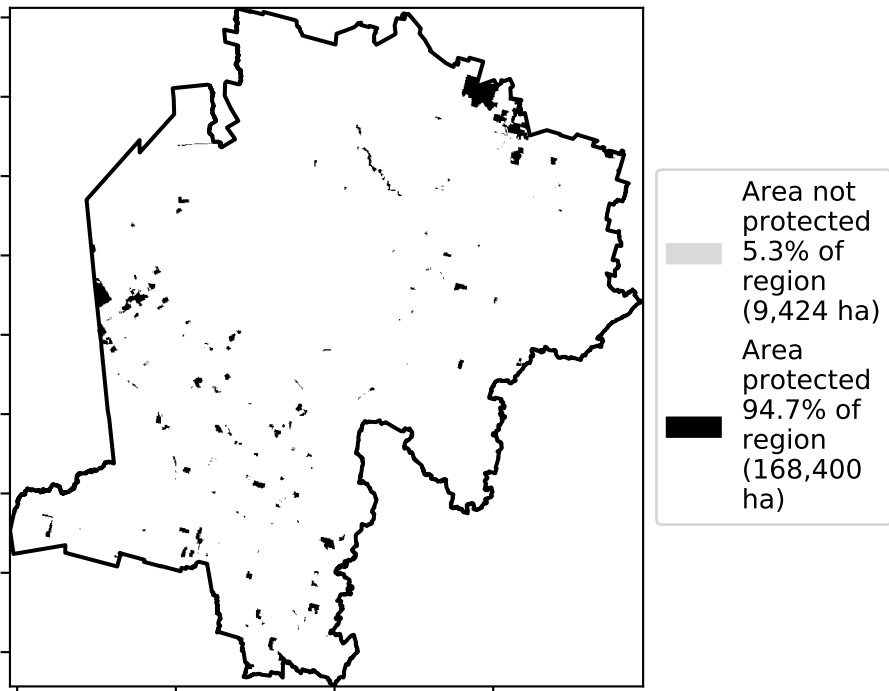 Area not
protected
5.3% of
region
(9,424 ha)
Area
protected
94.7% of
region
(168,400
ha)